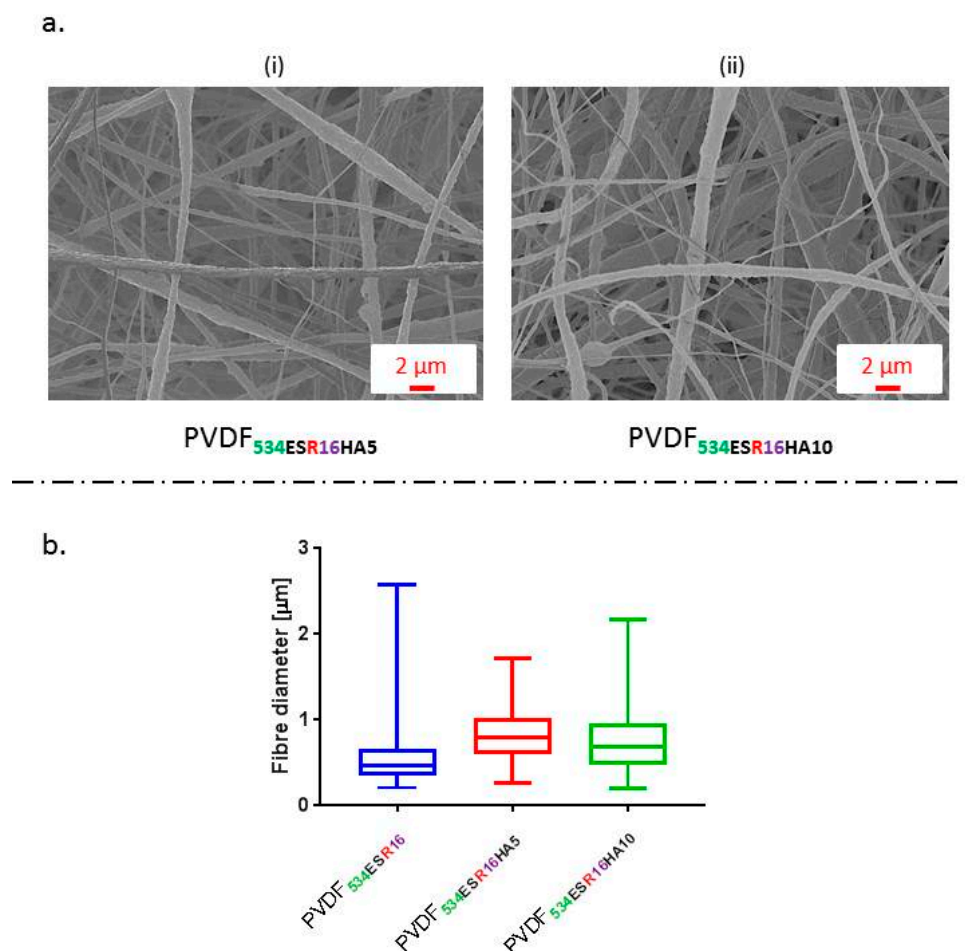 a.
(i) (ii)
2 μm 2 μm
PVDF534ESR16HA5 PVDF534ESR16HA10
b.
3
2
1
0
Fibre diameter [μm]
PVDF534ESR16 PVDF534ESR16HA5 PVDF534ESR16HA10